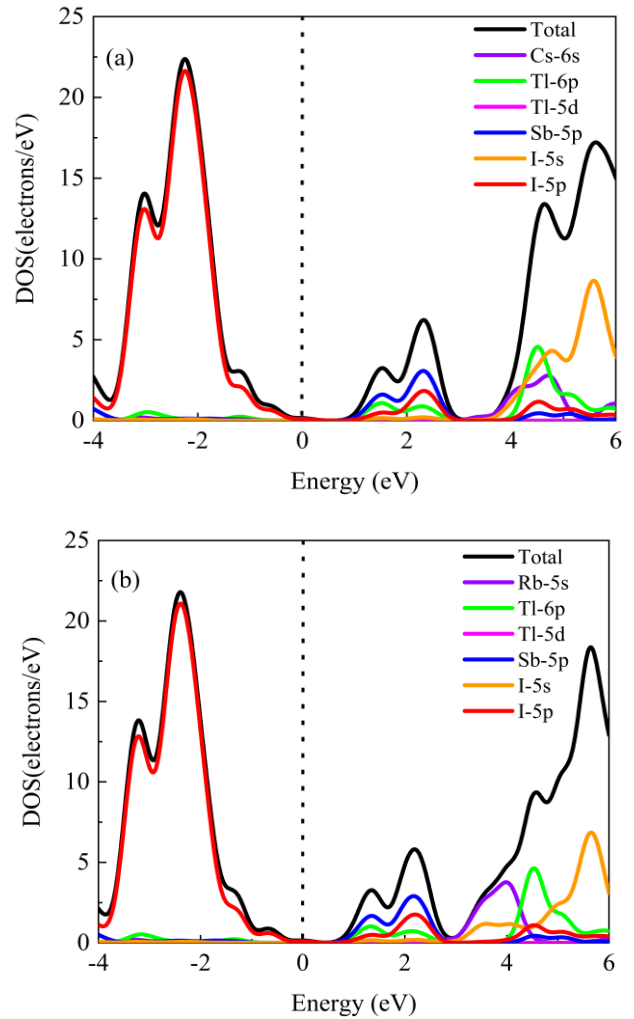 (a)
Total
Cs-6s
Tl-6p
Tl-5d
Sb-5p
I-5s
I-5p
25
20
15
10
5
0
DOS(electrons/eV)
-4 -2 0 2 4 6
Energy (eV)
(b)
Total
Rb-5s
Tl-6p
Tl-5d
Sb-5p
I-5s
I-5p
25
20
15
10
5
0
DOS(electrons/eV)
-4 -2 0 2 4 6
Energy (eV)